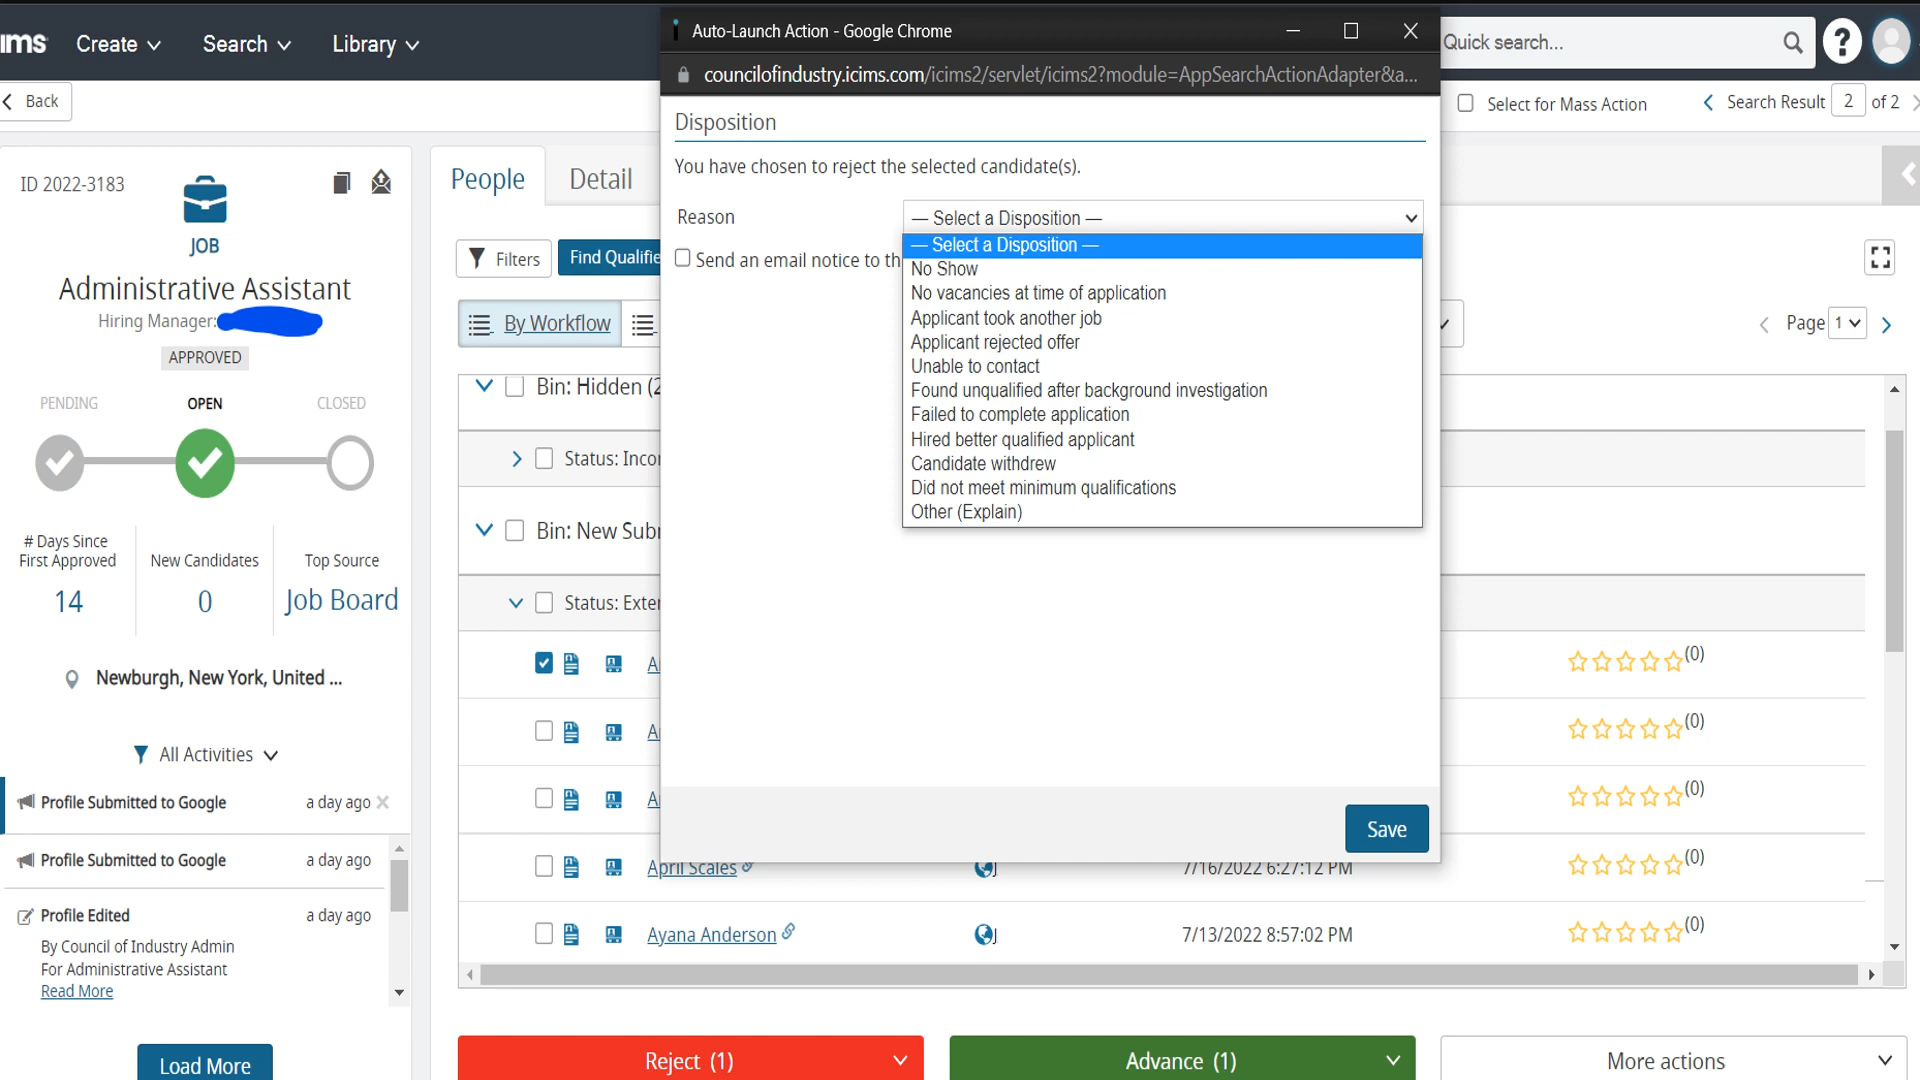 ims Create Search Library
Auto-Launch Action - Google Chrome
Quick search...
councilofindustry.icims.com/icims2/servlet/icims2?module=AppSearchActionAdapter&a...
Back
Select for Mass Action
Search Result 2 of 2
ID 2022-3183
JOB
Administrative Assistant
Hiring Manager:
APPROVED
PENDING OPEN CLOSED
# Days Since
First Approved
14
New Candidates
0
Top Source
Job Board
Newburgh, New York, United ...
All Activities
Profile Submitted to Google a day ago
Profile Submitted to Google a day ago
Profile Edited a day ago
By Council of Industry Admin
For Administrative Assistant
Read More
Load More
People Detail
Filters Find Qualifie
By Workflow
Page 1
Disposition
You have chosen to reject the selected candidate(s).
Reason — Select a Disposition —
Send an email notice to th
— Select a Disposition —
No Show
No vacancies at time of application
Applicant took another job
Applicant rejected offer
Unable to contact
Found unqualified after background investigation
Failed to complete application
Hired better qualified applicant
Candidate withdrew
Did not meet minimum qualifications
Other (Explain)
Save
Bin: Hidden (2
Status: Inco
Bin: New Sub
Status: Exter
(0)
(0)
(0)
April Scales 7/16/2022 6:27:12 PM (0)
Ayana Anderson 7/13/2022 8:57:02 PM (0)
Reject (1) Advance (1) More actions